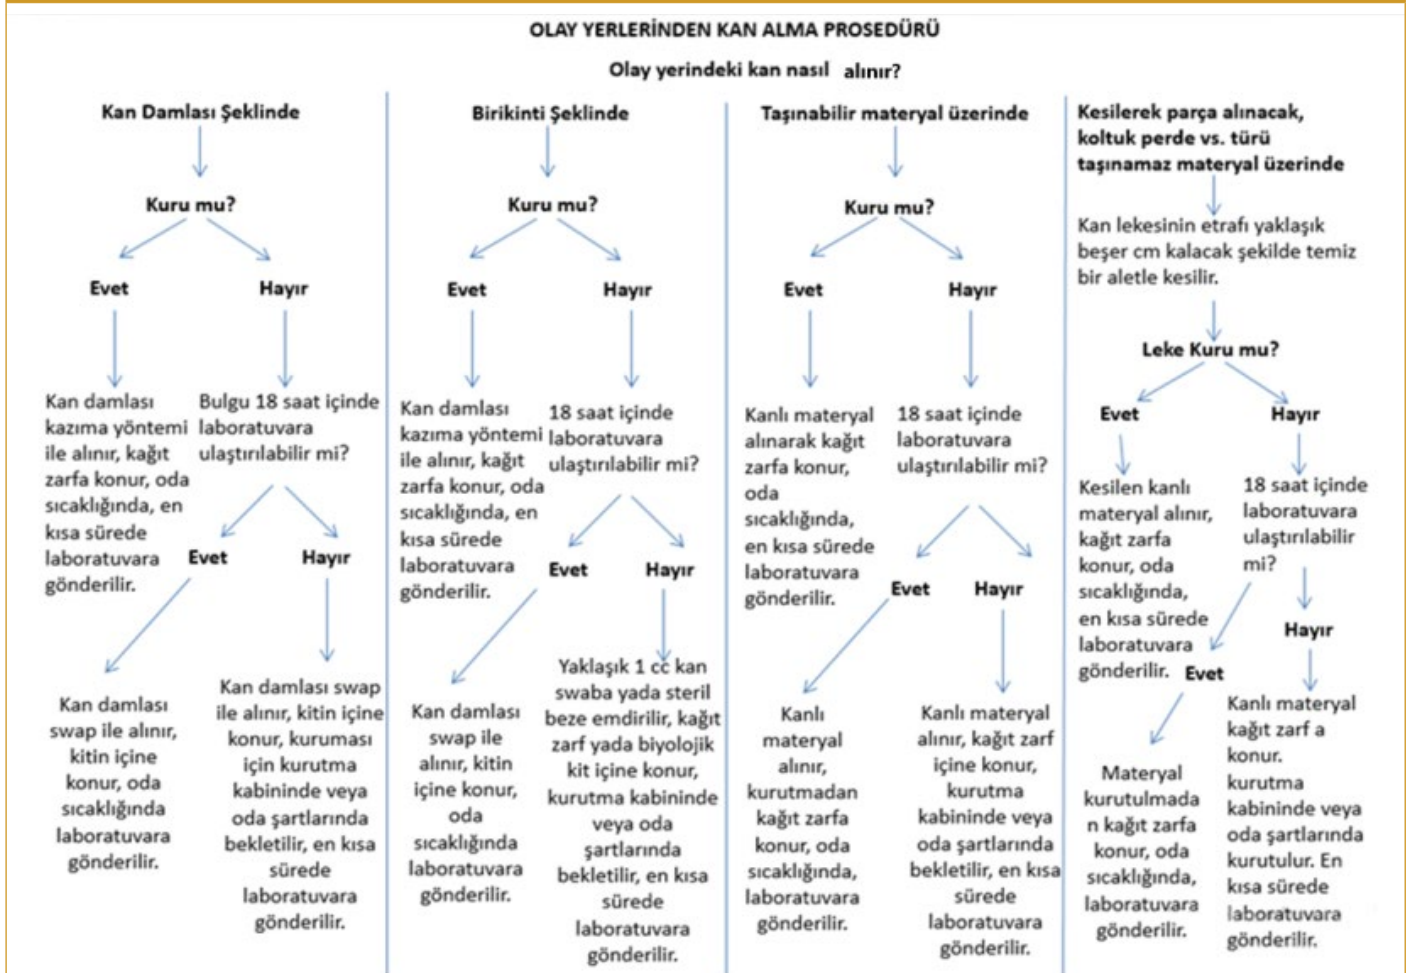 OLAY YERLERİNDEN KAN ALMA PROSEDÜRÜ
Olay yerindeki kan nasıl alınır?
Kan Damlası Şeklinde
Kuru mu?
Evet
Hayır
Kan damlası
kazıma yöntemi
ile alınır, kağıt
zarfa konur, oda
sıcaklığında, en
kısa sürede
laboratuvara
gönderilir.
Bulgu 18 saat içinde
laboratuvara
ulaştırılabilir mi?
Evet
Hayır
Kan damlası
swap ile alınır,
kitin içine
konur, oda
sıcaklığında
laboratuvara
gönderilir.
Kan damlası swap
ile alınır, kitin içine
konur, kuruması
için kurutma
kabininde veya
oda şartlarında
bekletilir, en kısa
sürede
laboratuvara
gönderilir.
Birikinti Şeklinde
Kuru mu?
Evet
Hayır
Kan damlası
kazıma yöntemi
ile alınır, kağıt
zarfa konur, oda
sıcaklığında, en
kısa sürede
laboratuvara
gönderilir.
18 saat içinde
laboratuvara
ulaştırılabilir mi?
Evet
Hayır
Kan damlası
swap ile
alınır, kitin
içine konur,
oda
sıcaklığında
laboratuvara
gönderilir.
Yaklaşık 1 cc kan
swaba yada steril
beze emdirilir, kağıt
zarf yada biyolojik
kit içine konur,
kurutma kabininde
veya oda
şartlarında
bekletilir, en kısa
sürede
laboratuvara
gönderilir.
Taşınabilir materyal üzerinde
Kuru mu?
Evet
Hayır
Kanlı materyal
alınarak kağıt
zarfa konur,
oda
sıcaklığında,
en kısa sürede
laboratuvara
gönderilir.
18 saat içinde
laboratuvara
ulaştırılabilir mi?
Evet
Hayır
Kanlı
materyal
alınır,
kurutmadan
kağıt zarfa
konur, oda
sıcaklığında,
laboratuvara
gönderilir.
Kanlı materyal
alınır, kağıt zarf
içine konur,
kurutma
kabininde veya
oda şartlarında
bekletilir, en kısa
sürede
laboratuvara
gönderilir.
Kesilerek parça alınacak,
koltuk perde vs. türü
taşınamaz materyal üzerinde
Kan lekesinin etrafı yaklaşık
beşer cm kalacak şekilde temiz
bir aletle kesilir.
Leke Kuru mu?
Evet
Hayır
Kesilen kanlı
materyal alınır,
kağıt zarfa
konur, oda
sıcaklığında,
en kısa sürede
laboratuvara
gönderilir.
18 saat içinde
laboratuvara
ulaştırılabilir
mi?
Evet
Hayır
Materyal
kurutulmada
n kağıt zarfa
konur, oda
sıcaklığında,
laboratuvara
gönderilir.
Kanlı materyal
kağıt zarf a
konur.
kurutma
kabininde veya
oda şartlarında
kurutulur. En
kısa sürede
laboratuvara
gönderilir.